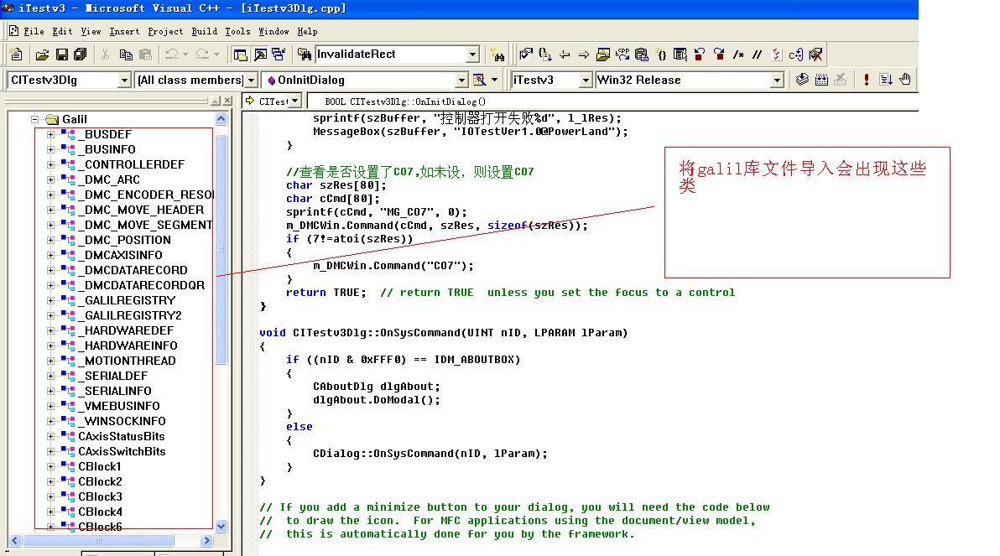 iTestv3 - Microsoft Visual C++ - [iTestv3Dlg.cpp]
File Edit View Insert Project Build Tools Window Help
InvalidateRect
CITestv3Dlg [All class members] OnInitDialog iTestv3 Win32 Release
CITest BOOL CITestv3Dlg::OnInitDialog()
Galil
_BUSDEF
_BUSINFO
_CONTROLLERDEF
_DMC_ARC
_DMC_ENCODER_RESO
_DMC_MOVE_HEADER
_DMC_MOVE_SEGMENT
_DMC_POSITION
_DMCAXISINFO
_DMCDATARECORD
_DMCDATARECORDQR
_GALILREGISTRY
_GALILREGISTRY2
_HARDWAREDEF
_HARDWAREINFO
_MOTIONTHREAD
_SERIALDEF
_SERIALINFO
_VMEBUSINFO
_WINSOCKINFO
CAxisStatusBits
CAxisSwitchBits
CBlock1
CBlock2
CBlock3
CBlock4
CBlock6
sprintf(szBuffer, "控制器打开失败%d", l_lRes);
MessageBox(szBuffer, "IOTestVer1.0@PowerLand");
}
//查看是否设置了CO7,如未设，则设置CO7
char szRes[80];
char cCmd[80];
sprintf(cCmd, "MG_CO7", 0);
m_DMCWin.Command(cCmd, szRes, sizeof(szRes));
if (7!=atoi(szRes))
{
m_DMCWin.Command("CO7");
}
return TRUE;  // return TRUE  unless you set the focus to a control
}
void CITestv3Dlg::OnSysCommand(UINT nID, LPARAM lParam)
{
if ((nID & 0xFFF0) == IDM_ABOUTBOX)
{
CAboutDlg dlgAbout;
dlgAbout.DoModal();
}
else
{
CDialog::OnSysCommand(nID, lParam);
}
}
// If you add a minimize button to your dialog, you will need the code below
//  to draw the icon.  For MFC applications using the document/view model,
//  this is automatically done for you by the framework.
将galil库文件导入会出现这些
类